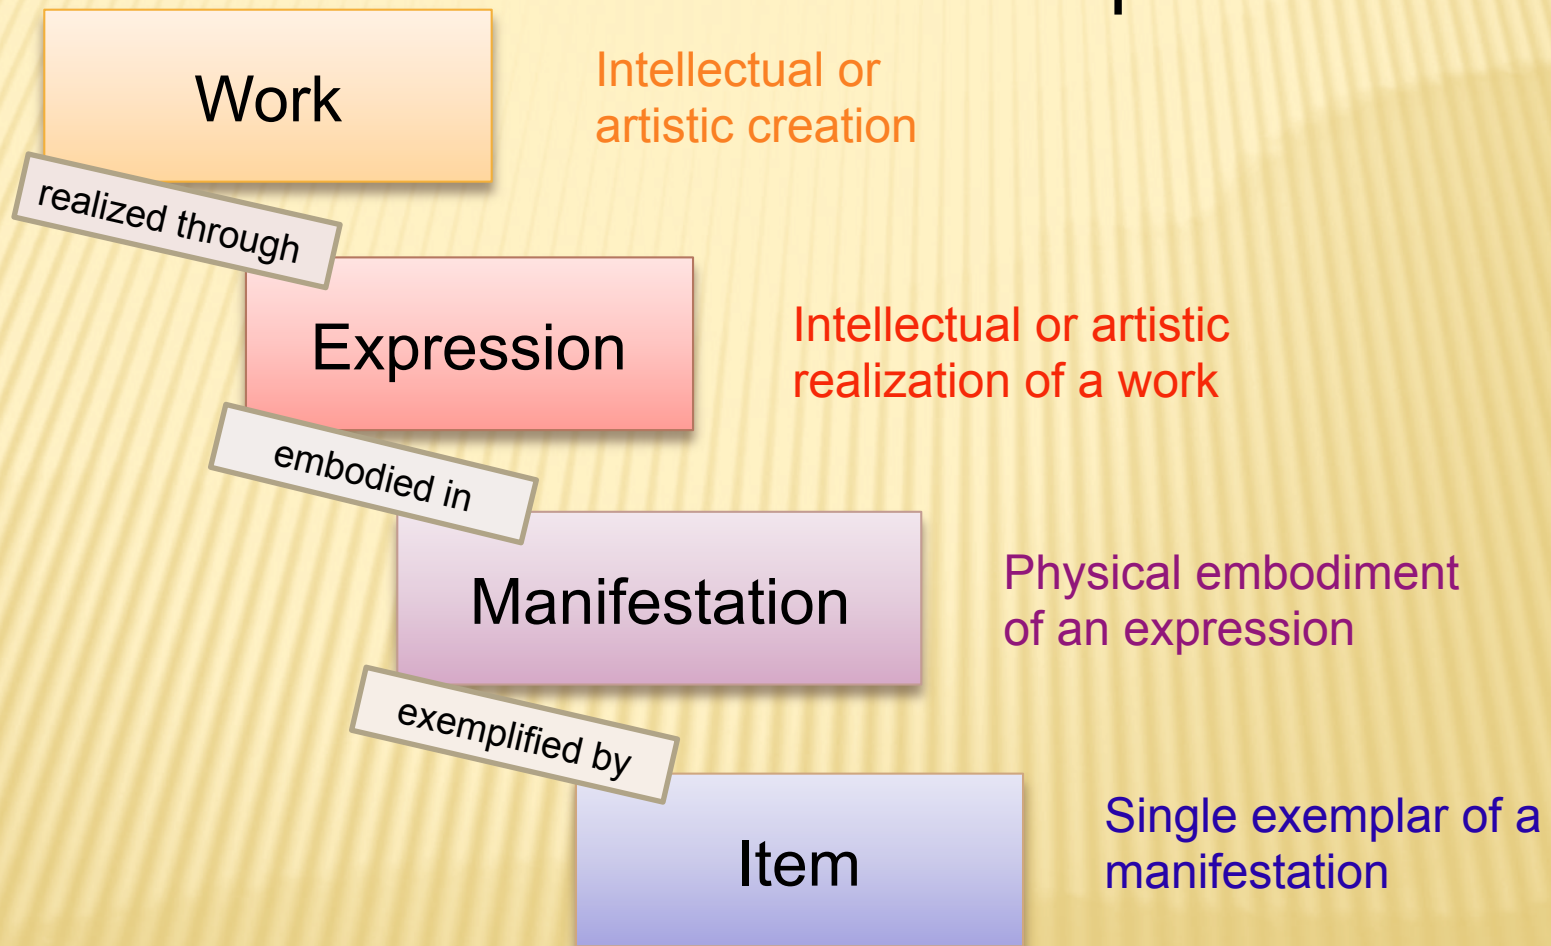 Work
Intellectual or
artistic creation
realized through
Expression
Intellectual or artistic
realization of a work
embodied in
Manifestation
Physical embodiment
of an expression
exemplified by
Item
Single exemplar of a
manifestation